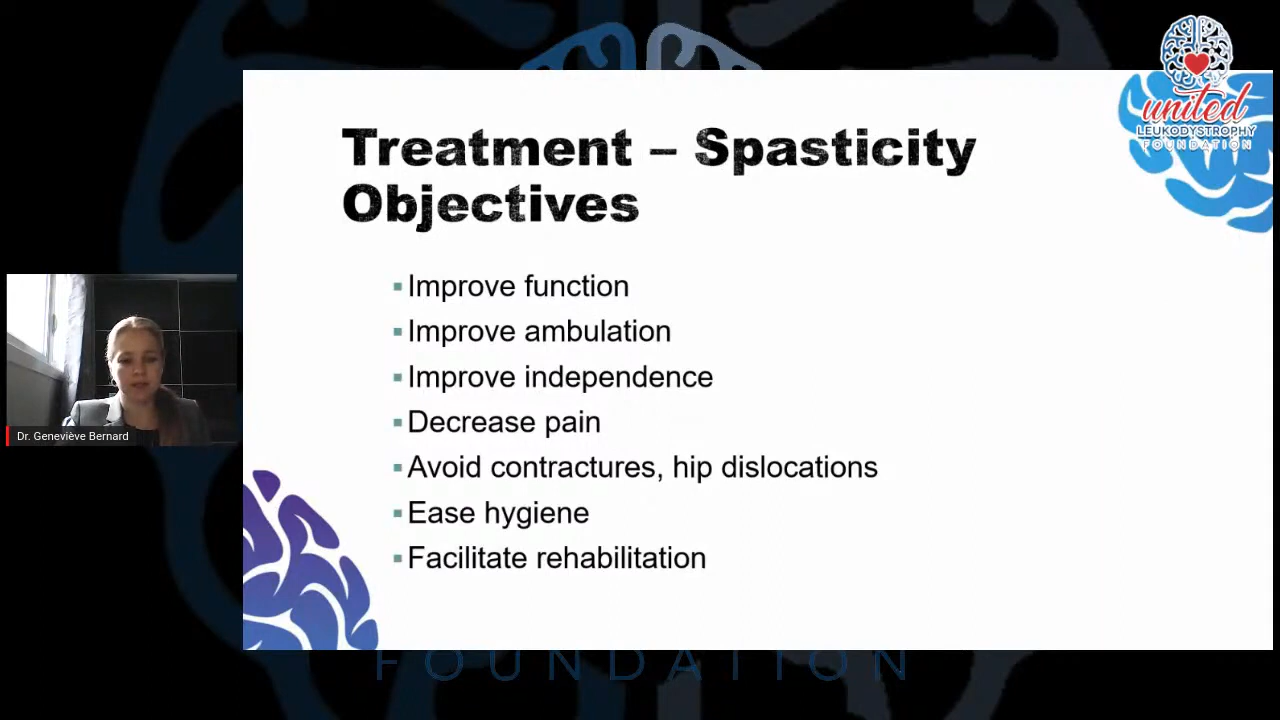 united
LEUKODYSTROPHY
FOUNDATION
Treatment – Spasticity
Objectives
▪Improve function
▪Improve ambulation
▪Improve independence
▪Decrease pain
▪Avoid contractures, hip dislocations
▪Ease hygiene
▪Facilitate rehabilitation
Dr. Geneviève Bernard
FOUNDATION